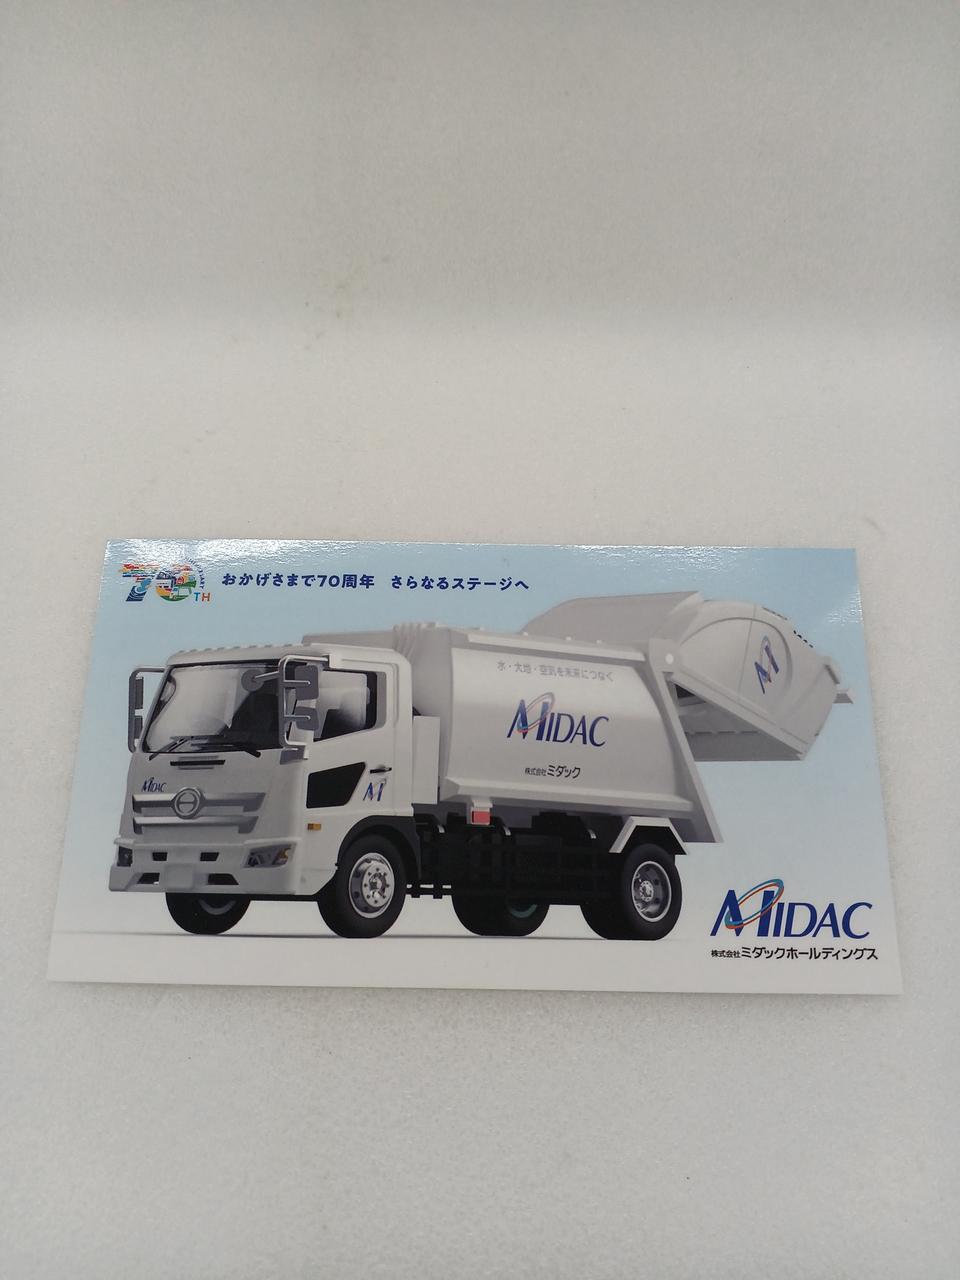 70TH ANNIVERSARY
おかげさまで70周年 さらなるステージへ
水・大地・空気を未来につなぐ
MIDAC
株式会社ミダック
M
MIDAC
M
MIDAC
株式会社ミダックホールディングス